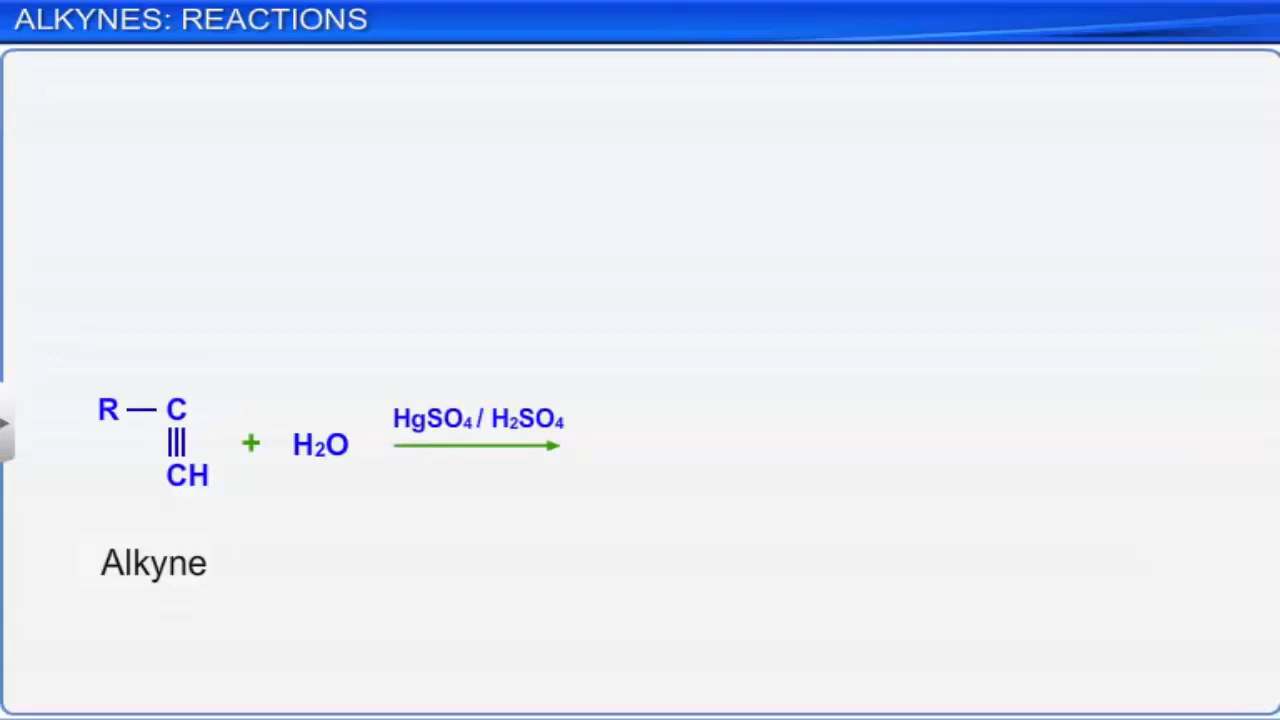 ALKYNES: REACTIONS
R — C
≡
CH
+ H₂O
HgSO₄ / H₂SO₄
Alkyne